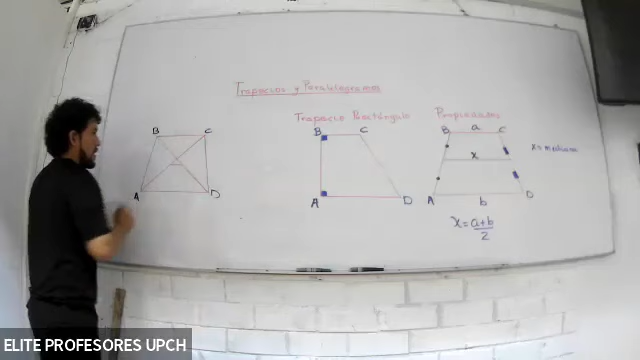 Trapecios y Paralelogramos
Trapecio Rectángulo
Propiedades
B C
A D
B C
A D
B a C
x
A b D
x = mediana
x = a+b
2
ELITE PROFESORES UPCH